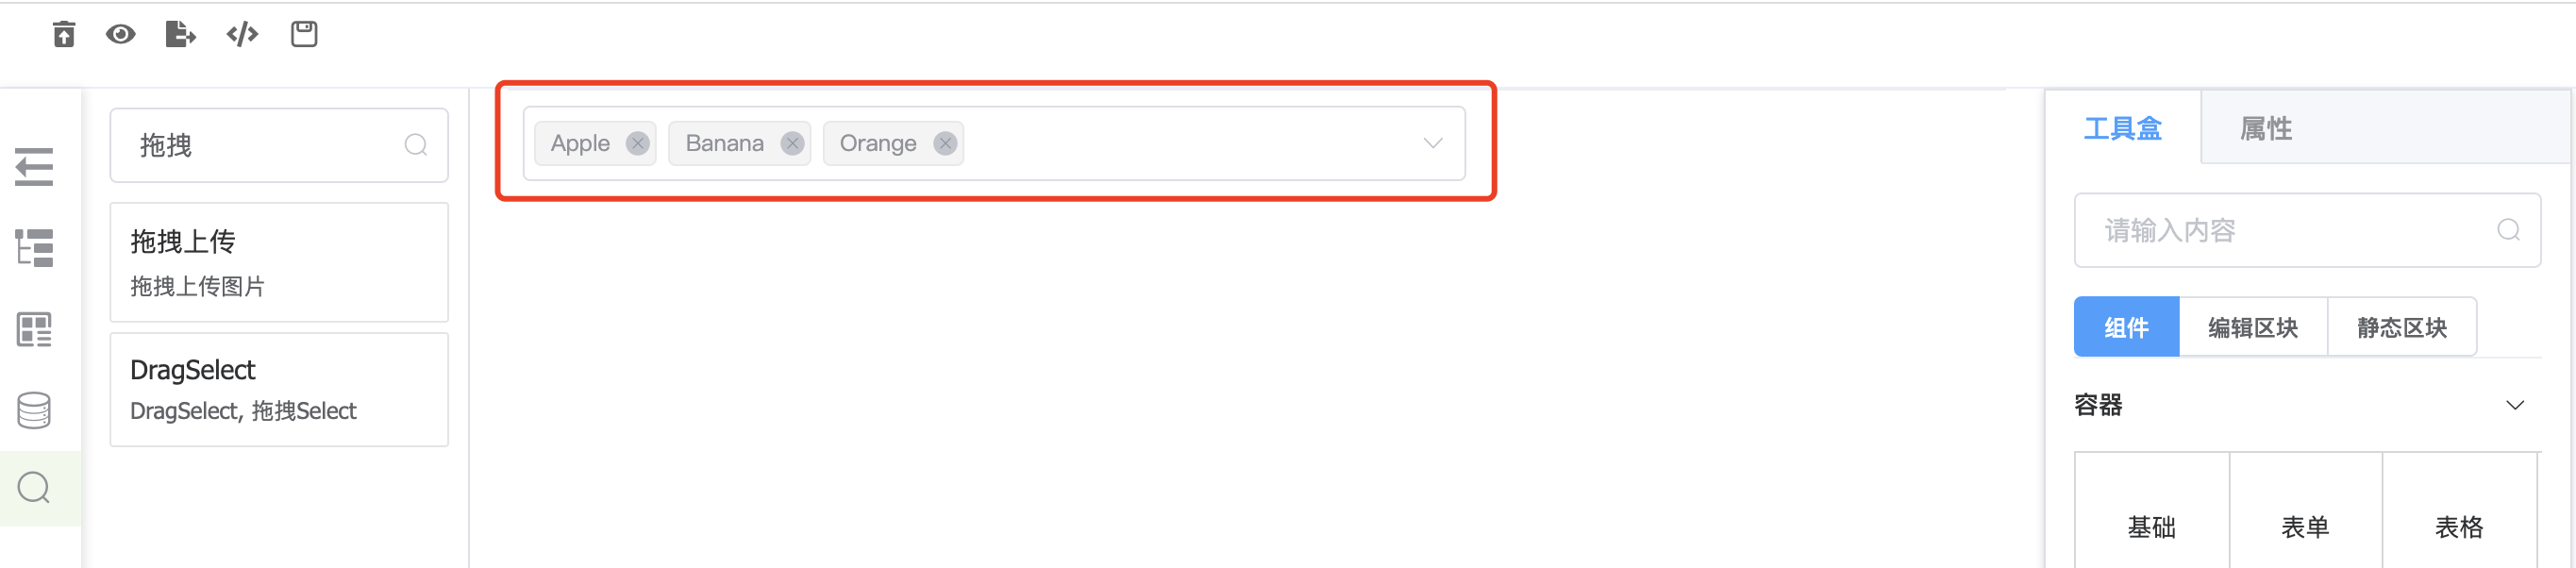 拖拽
拖拽上传
拖拽上传图片
DragSelect
DragSelect, 拖拽Select
Apple
Banana
Orange
工具盒
属性
请输入内容
组件
编辑区块
静态区块
容器
基础
表单
表格